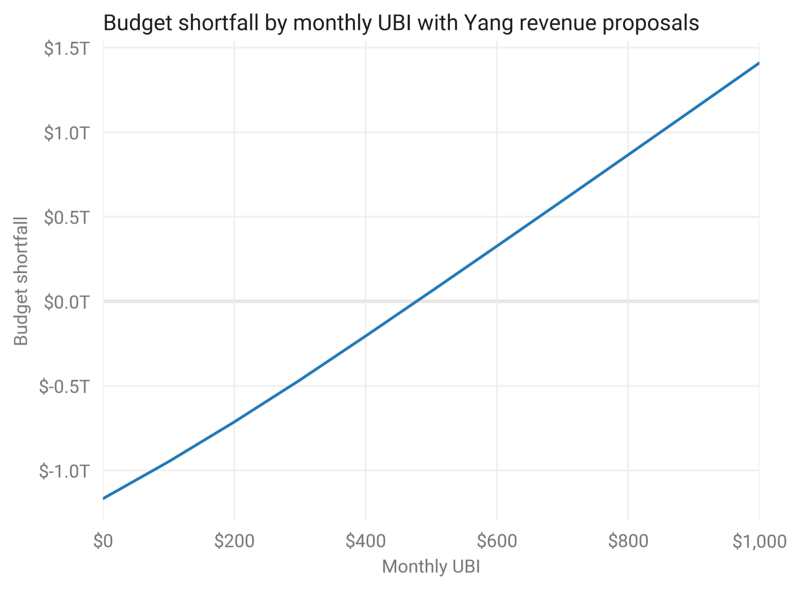 Budget shortfall by monthly UBI with Yang revenue proposals
$1.5T
$1.0T
$0.5T
$0.0T
$-0.5T
$-1.0T
Budget shortfall
$0 $200 $400 $600 $800 $1,000
Monthly UBI